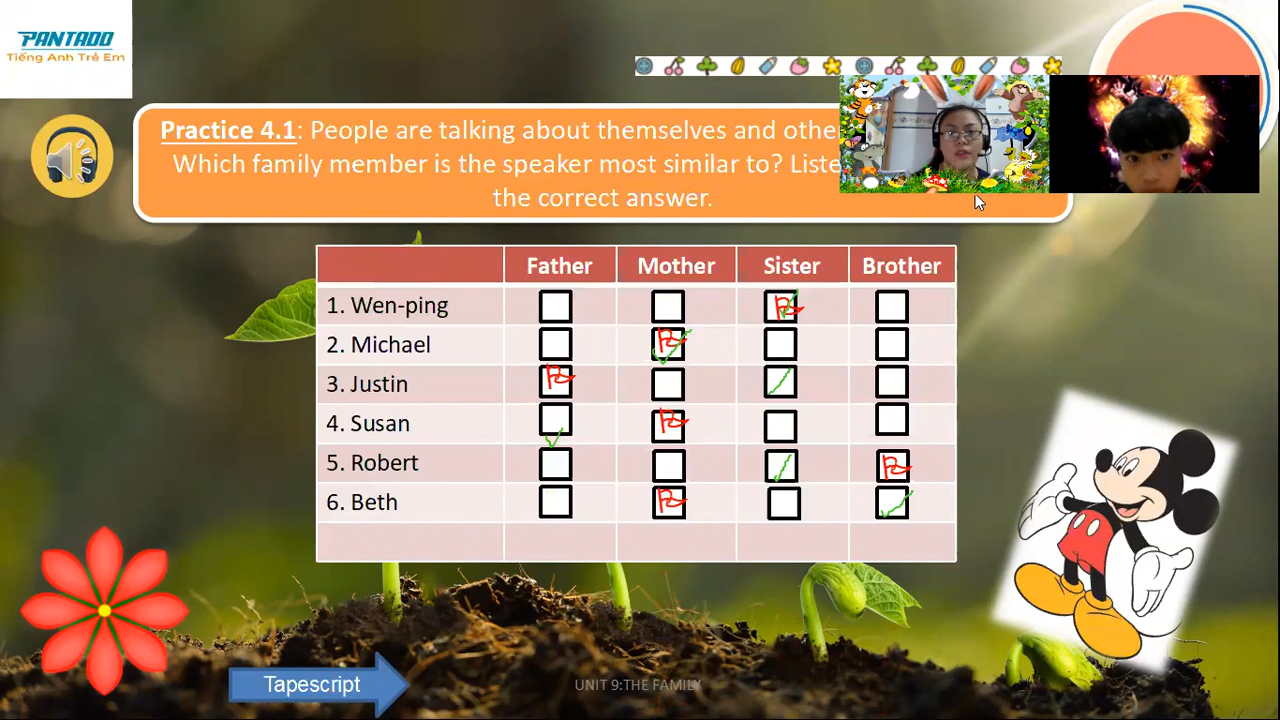 PANTADO
Tiếng Anh Trẻ Em
Practice 4.1: People are talking about themselves and other
Which family member is the speaker most similar to? Liste
the correct answer.
Father Mother Sister Brother
1. Wen-ping
2. Michael
3. Justin
4. Susan
5. Robert
6. Beth
Tapescript
UNIT 9:THE FAMILY